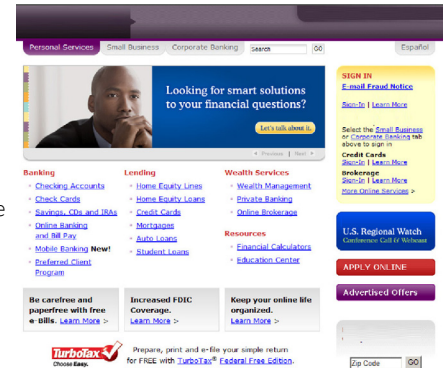 Personal Services
Small Business
Corporate Banking
Search
GO
Español
Looking for smart solutions
to your financial questions?
Let's talk about it.
< Previous | Next >
Banking
Checking Accounts
Check Cards
Savings, CDs and IRAs
Online Banking
and Bill Pay
Mobile Banking New!
Preferred Client
Program
Lending
Home Equity Lines
Home Equity Loans
Credit Cards
Mortgages
Auto Loans
Student Loans
Wealth Services
Wealth Management
Private Banking
Online Brokerage
Resources
Financial Calculators
Education Center
SIGN IN
E-mail Fraud Notice
Sign-In | Learn More
Select the Small Business
or Corporate Banking tab
above to sign in
Credit Cards
Sign-In | Learn More
Brokerage
Sign-In | Learn More
More Online Services >
U.S. Regional Watch
Conference Call & Webcast
APPLY ONLINE
Advertised Offers
Be carefree and
paperfree with free
e-Bills. Learn More >
Increased FDIC
Coverage.
Learn More >
Keep your online life
organized.
Learn More >
TurboTax
Choose Easy.
Prepare, print and e-file your simple return
for FREE with TurboTax® Federal Free Edition.
Zip Code
GO
e